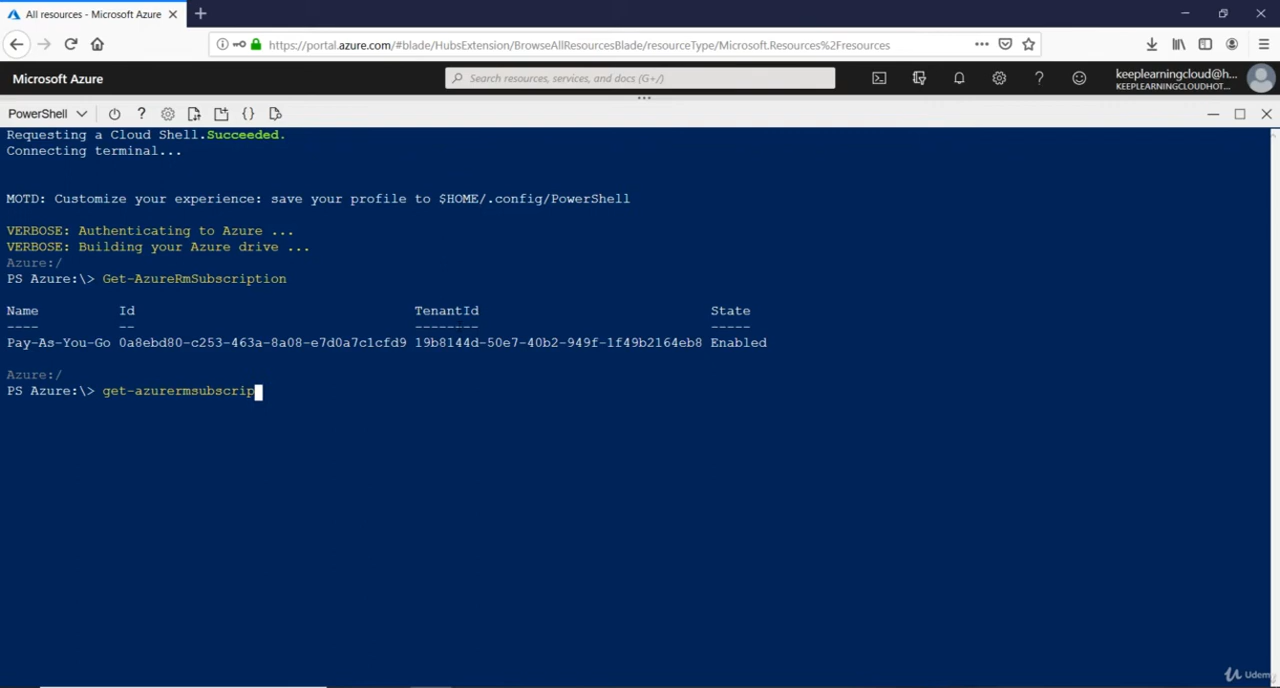 All resources - Microsoft Azure
https://portal.azure.com/#blade/HubsExtension/BrowseAllResourcesBlade/resourceType/Microsoft.Resources%2Fresources
Microsoft Azure
Search resources, services, and docs (G+/)
keeplearningcloud@h...
KEEPLEARNINGCLOUDHOT...
PowerShell
Requesting a Cloud Shell.Succeeded.
Connecting terminal...
MOTD: Customize your experience: save your profile to $HOME/.config/PowerShell
VERBOSE: Authenticating to Azure ...
VERBOSE: Building your Azure drive ...
Azure:/
PS Azure:\> Get-AzureRmSubscription
Name Id TenantId State
---- -- -------- -----
Pay-As-You-Go 0a8ebd80-c253-463a-8a08-e7d0a7c1cfd9 19b8144d-50e7-40b2-949f-1f49b2164eb8 Enabled
Azure:/
PS Azure:\> get-azurermsubscrip
Udemy